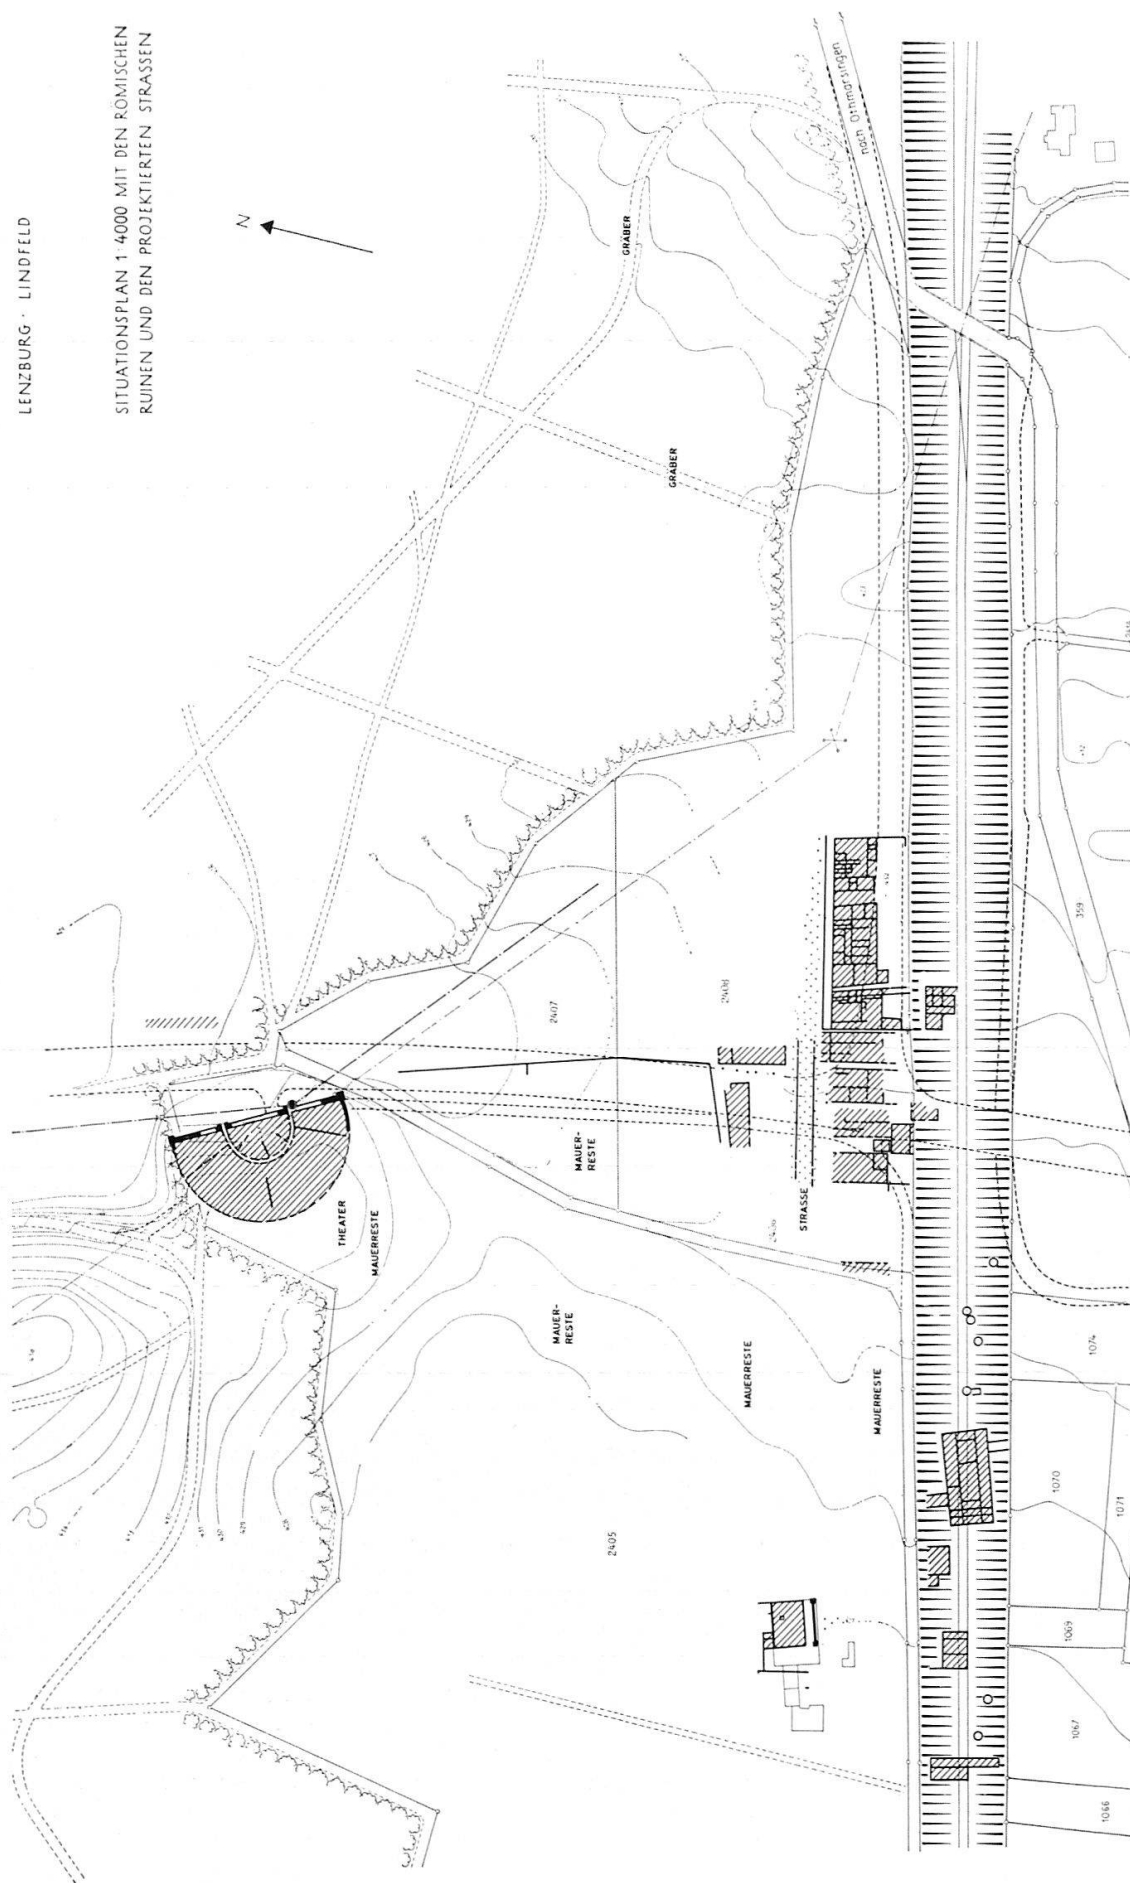 LENZBURG · LINDFELD
SITUATIONSPLAN 1:4000 MIT DEN RÖMISCHEN
RUINEN UND DEN PROJEKTIERTEN STRASSEN
N
nach Othmarsingen
GRÄBER
GRÄBER
2407
2408
359
THEATER
MAUERRESTE
MAUER-
RESTE
STRASSE
MAUER-
RESTE
MAUERRESTE
MAUERRESTE
2405
1074
1070
1071
1069
1067
1066